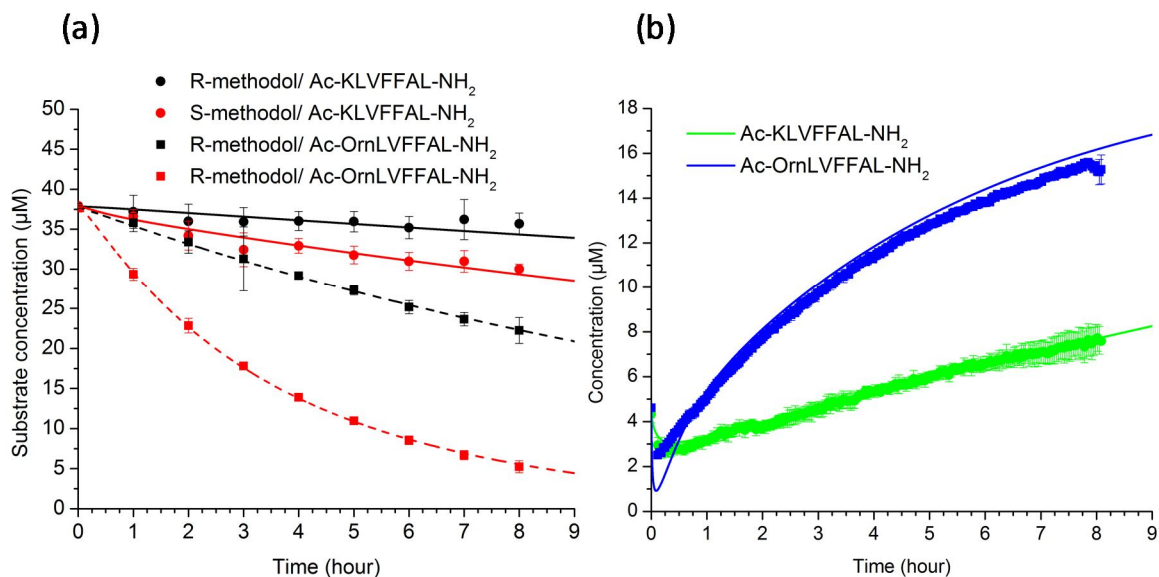 (a)
R-methodol/ Ac-KLVFFAL-NH2
S-methodol/ Ac-KLVFFAL-NH2
R-methodol/ Ac-OrnLVFFAL-NH2
R-methodol/ Ac-OrnLVFFAL-NH2
Substrate concentration (µM)
50
45
40
35
30
25
20
15
10
5
0
0 1 2 3 4 5 6 7 8 9
Time (hour)
(b)
Ac-KLVFFAL-NH2
Ac-OrnLVFFAL-NH2
Concentration (µM)
18
16
14
12
10
8
6
4
2
0
0 1 2 3 4 5 6 7 8 9
Time (hour)